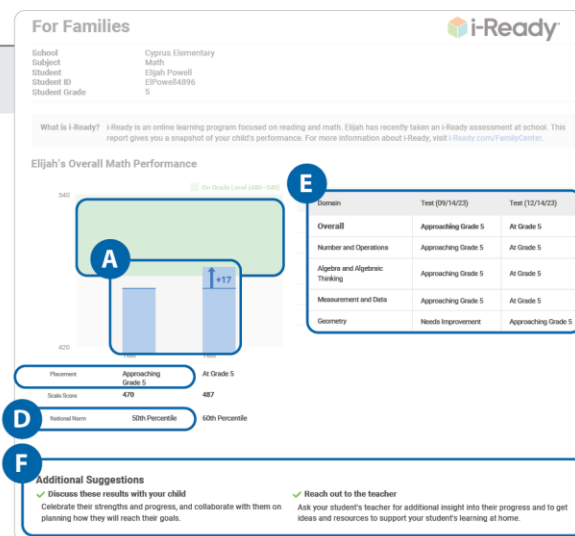 For Families
i-Ready
School Cyprus Elementary
Subject Math
Student Elijah Powell
Student ID ElPowell4896
Student Grade 5
What is i-Ready? i-Ready is an online learning program focused on reading and math. Elijah has recently taken an i-Ready assessment at school. This
report gives you a snapshot of your child's performance. For more information about i-Ready, visit i-Ready.com/FamilyCenter.
Elijah's Overall Math Performance
On Grade Level (480–540)
540
A
+17
420
Placement Approaching Grade 5 At Grade 5
Scale Score 470 487
D
National Norm 50th Percentile 60th Percentile
E
Domain Test (09/14/23) Test (12/14/23)
Overall Approaching Grade 5 At Grade 5
Number and Operations Approaching Grade 5 At Grade 5
Algebra and Algebraic Thinking Approaching Grade 5 At Grade 5
Measurement and Data Approaching Grade 5 At Grade 5
Geometry Needs Improvement Approaching Grade 5
F
Additional Suggestions
Discuss these results with your child
Celebrate their strengths and progress, and collaborate with them on
planning how they will reach their goals.
Reach out to the teacher
Ask your student's teacher for additional insight into their progress and to get
ideas and resources to support your student's learning at home.